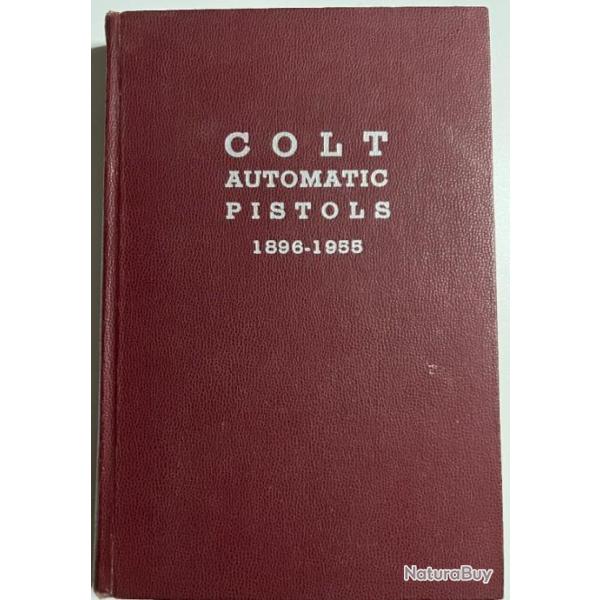 COLT
AUTOMATIC
PISTOLS
1896-1955
NaturaBuy